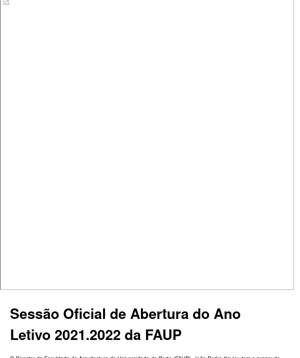 Sessão Oficial de Abertura do Ano
Letivo 2021.2022 da FAUP
O Diretor da Faculdade de Arquitetura da Universidade do Porto (FAUP), João Pedro Xavier, tem o prazer de